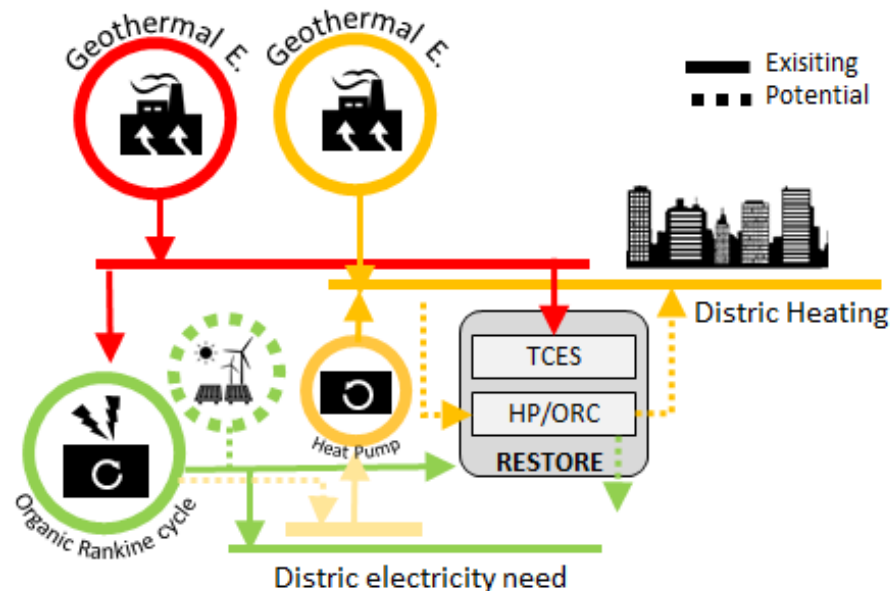 Geothermal E.
Geothermal E.
Exisiting
Potential
Distric Heating
TCES
HP/ORC
RESTORE
Heat Pump
Organic Rankine cycle
Distric electricity need